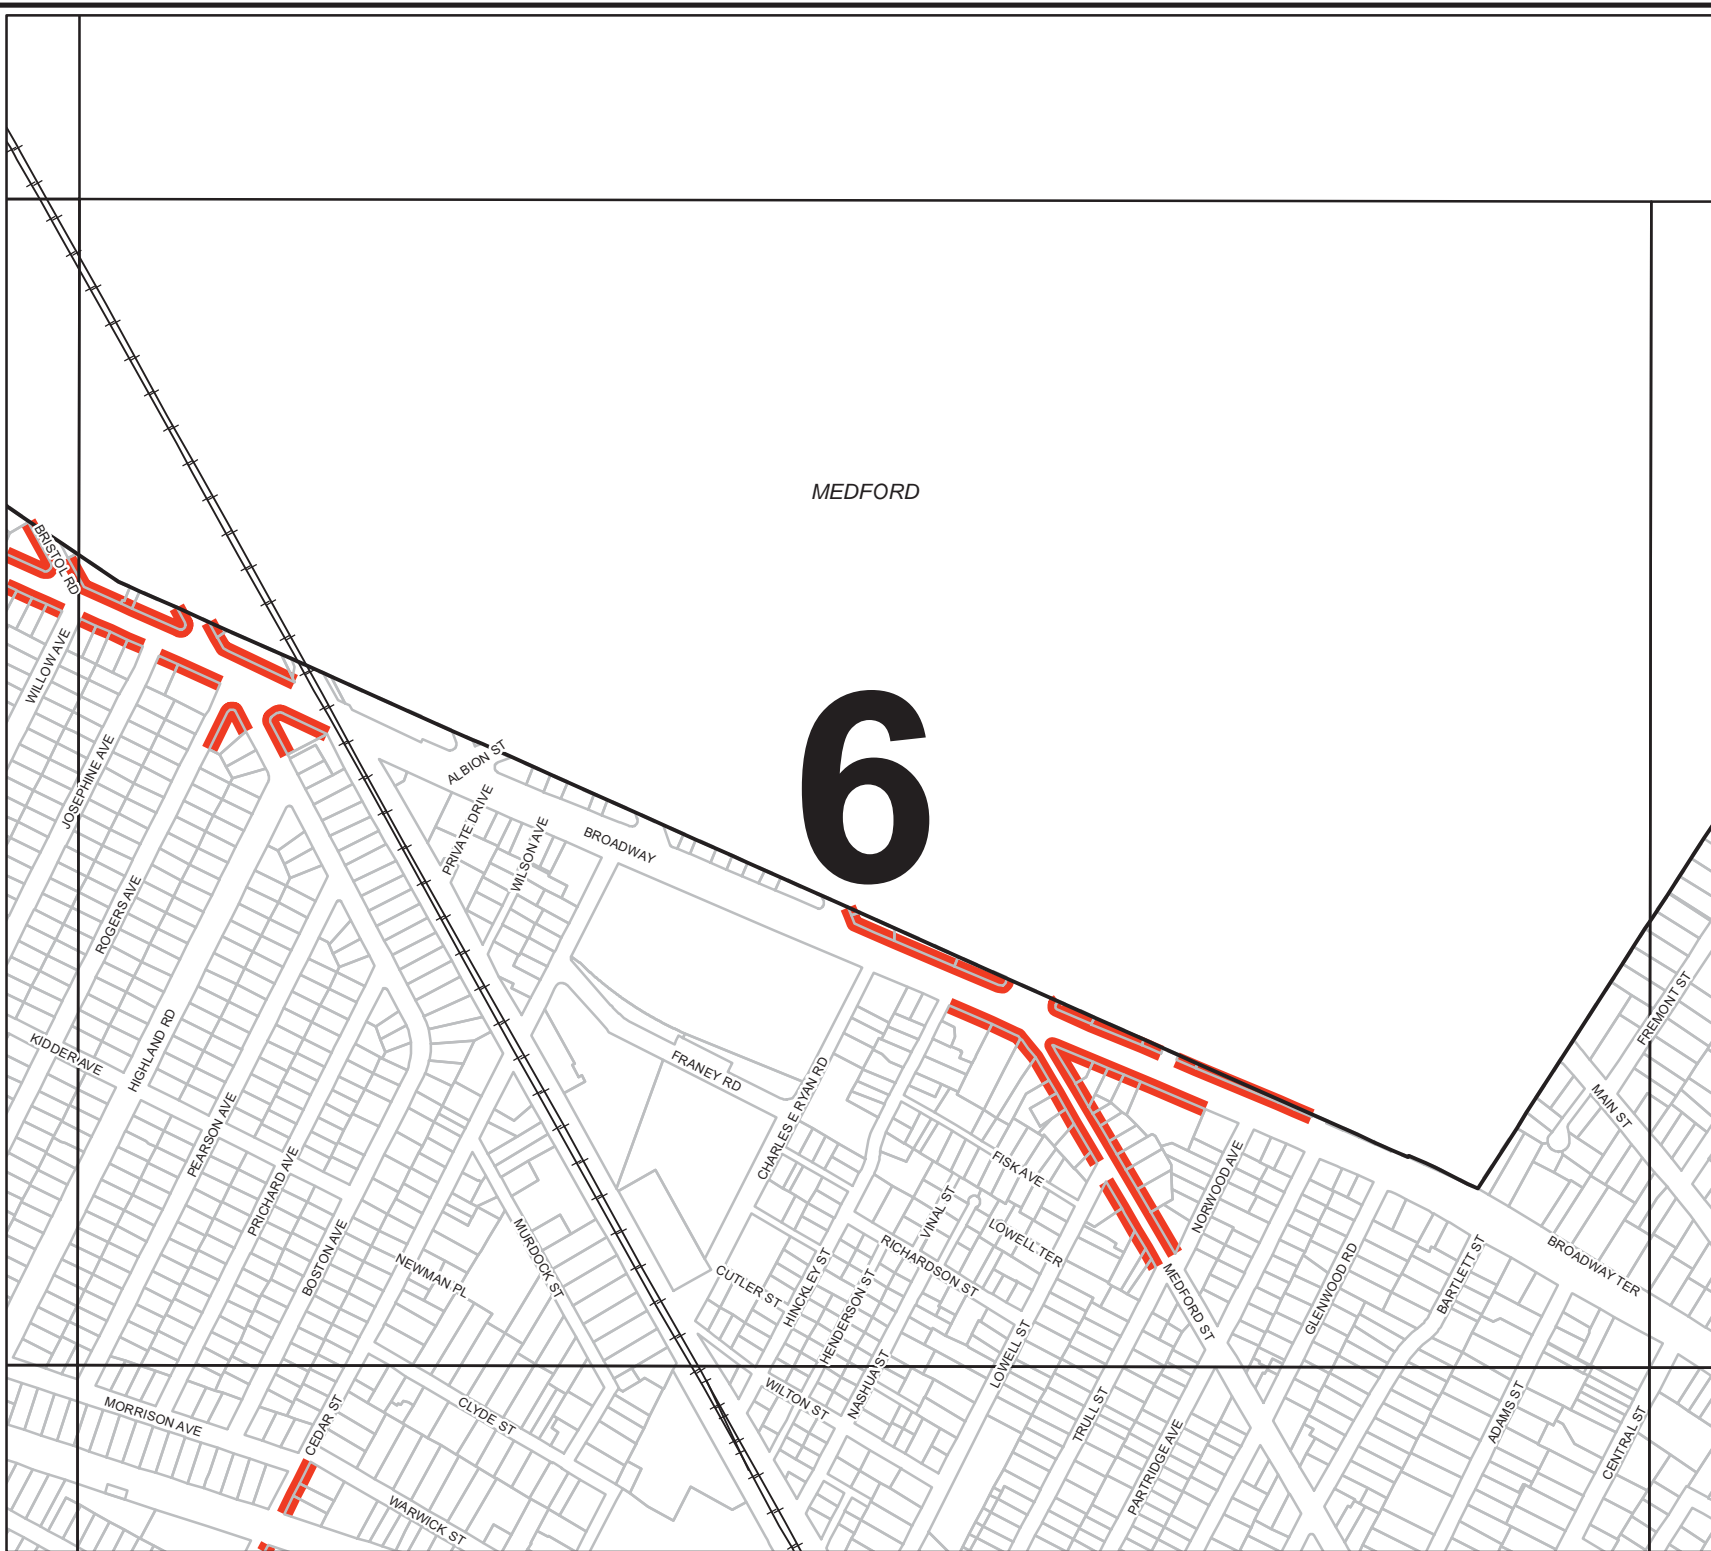 MEDFORD
BRISTOL RD
6
WILLOW AVE
ALBION ST
JOSEPHINE AVE
PRIVATE DRIVE
WILSON AVE
BROADWAY
ROGERS AVE
FREMONT ST
KIDDER AVE
HIGHLAND RD
FRANEY RD
CHARLES E RYAN RD
MAIN ST
PEARSON AVE
PRICHARD AVE
FISK AVE
NORWOOD AVE
VINAL ST
BOSTON AVE
MURDOCK ST
LOWELL TER
RICHARDSON ST
NEWMAN PL
CUTLER ST
HINCKLEY ST
HENDERSON ST
MEDFORD ST
GLENWOOD RD
BARTLETT ST
BROADWAY TER
LOWELL ST
NASHUA ST
WILTON ST
MORRISON AVE
CEDAR ST
CLYDE ST
TRULL ST
PARTRIDGE AVE
ADAMS ST
CENTRAL ST
WARWICK ST